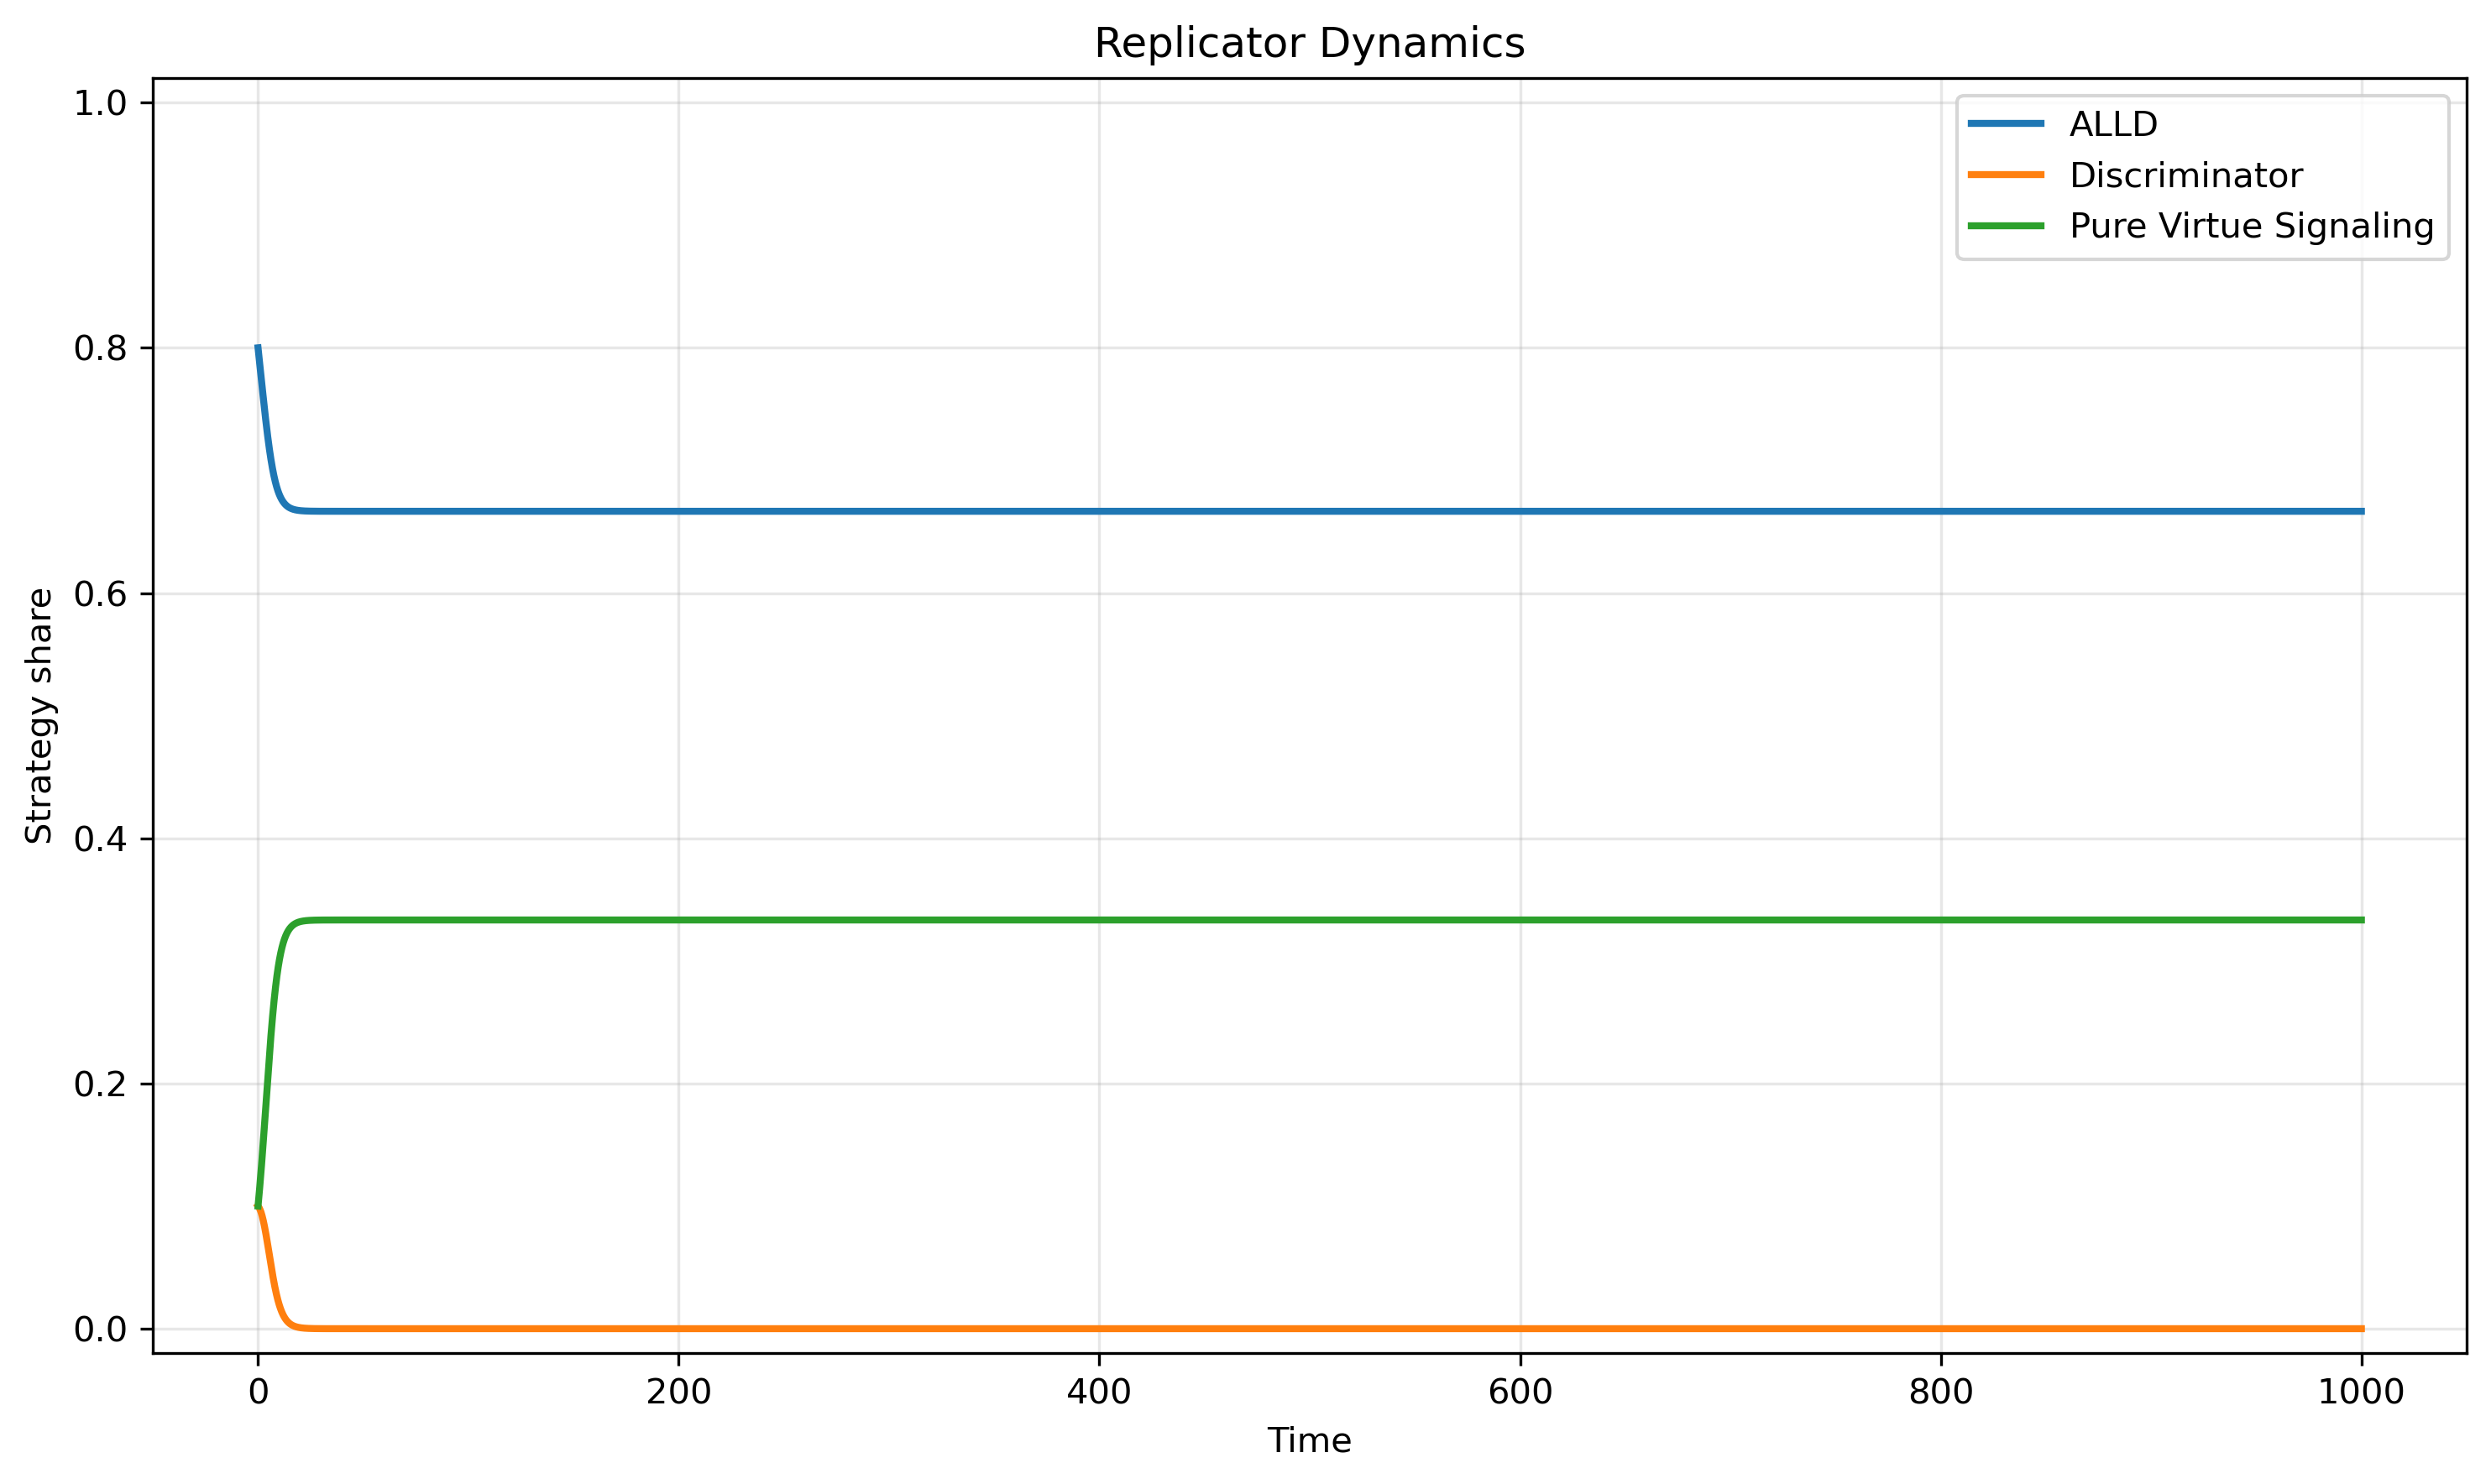 Replicator Dynamics
ALLD
Discriminator
Pure Virtue Signaling
Strategy share
1.0
0.8
0.6
0.4
0.2
0.0
0 200 400 600 800 1000
Time